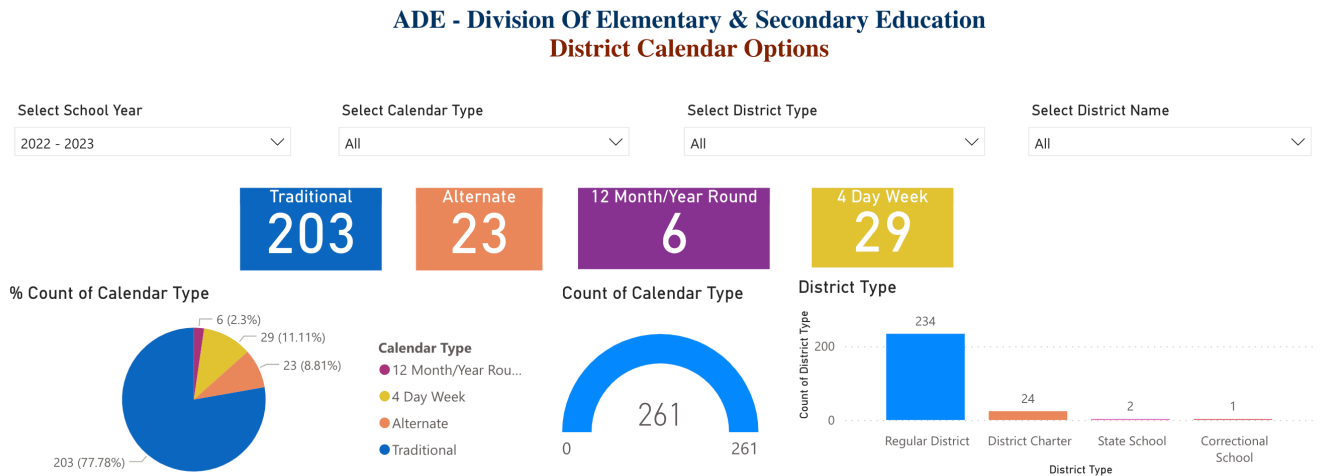 ADE - Division Of Elementary & Secondary Education
District Calendar Options
Select School Year
2022 - 2023
Select Calendar Type
All
Select District Type
All
Select District Name
All
Traditional
203
Alternate
23
12 Month/Year Round
6
4 Day Week
29
% Count of Calendar Type
6 (2.3%)
29 (11.11%)
23 (8.81%)
203 (77.78%)
Calendar Type
12 Month/Year Rou...
4 Day Week
Alternate
Traditional
Count of Calendar Type
261
0
261
District Type
Count of District Type
200
0
234
24
2
1
Regular District
District Charter
State School
Correctional
School
District Type